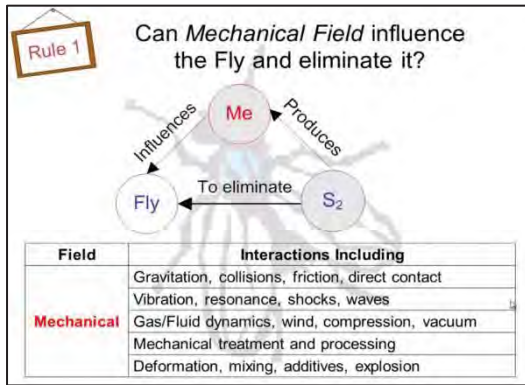 Rule 1
Can Mechanical Field influence
the Fly and eliminate it?
Me
Influences
Produces
To eliminate
Fly
S₂
Field
Interactions Including
Mechanical
Gravitation, collisions, friction, direct contact
Vibration, resonance, shocks, waves
Gas/Fluid dynamics, wind, compression, vacuum
Mechanical treatment and processing
Deformation, mixing, additives, explosion